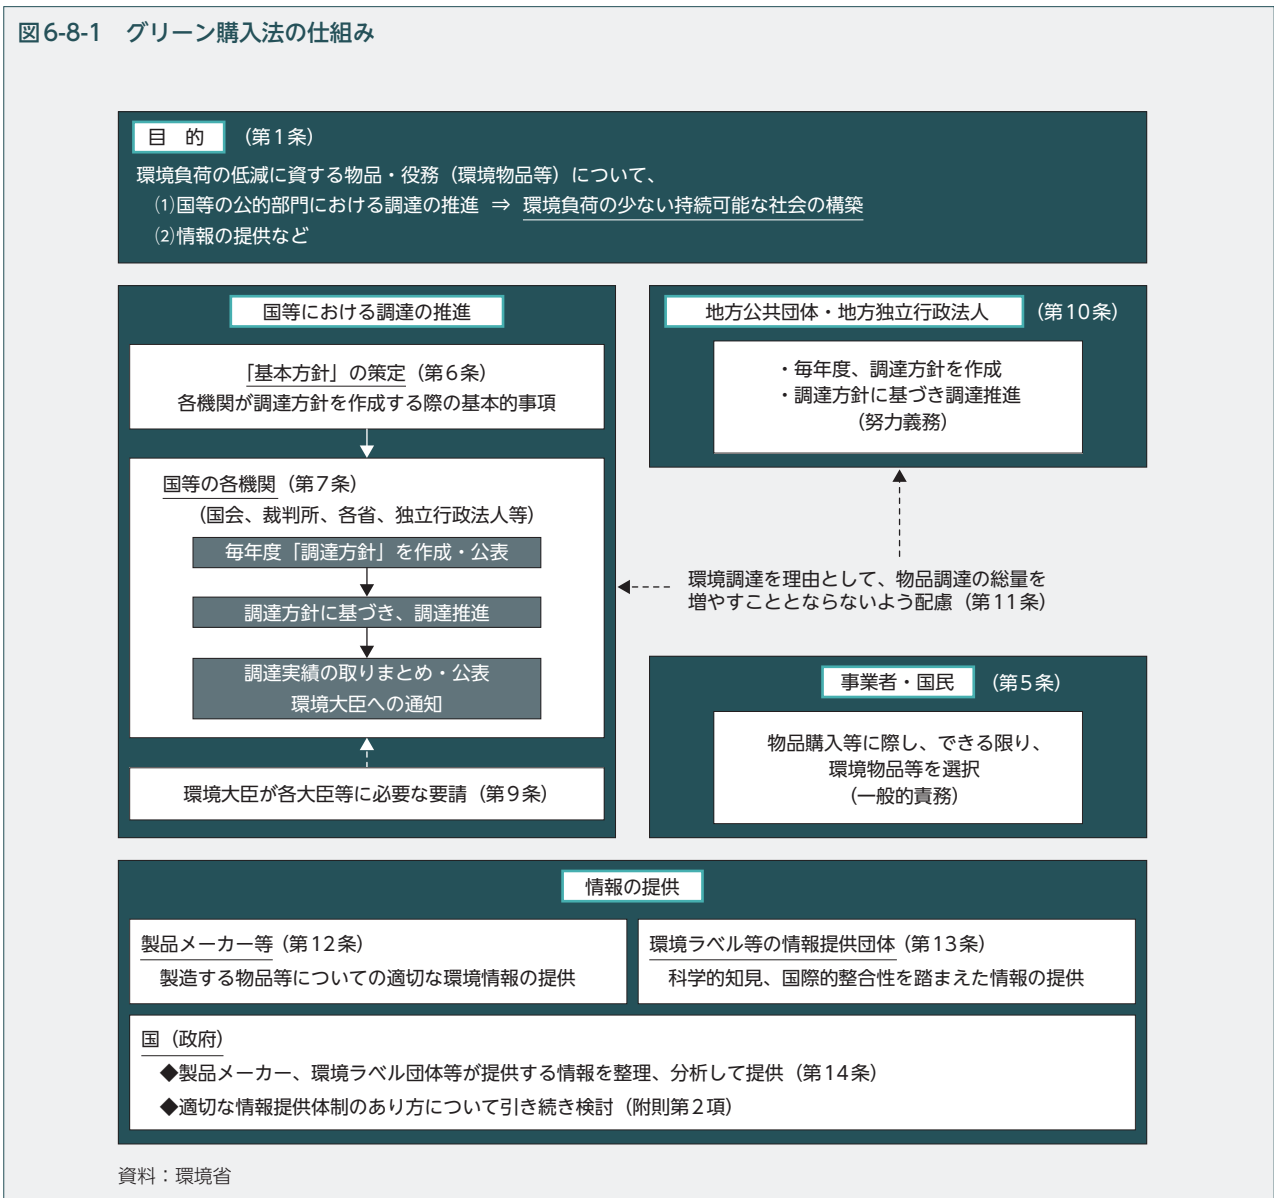 図6-8-1 グリーン購入法の仕組み
目 的 (第1条)
環境負荷の低減に資する物品・役務(環境物品等)について、
⑴国等の公的部門における調達の推進 ⇒ 環境負荷の少ない持続可能な社会の構築
⑵情報の提供など
国等における調達の推進
「基本方針」の策定(第6条)
各機関が調達方針を作成する際の基本的事項
国等の各機関(第7条)
(国会、裁判所、各省、独立行政法人等)
毎年度「調達方針」を作成・公表
調達方針に基づき、調達推進
調達実績の取りまとめ・公表
環境大臣への通知
環境大臣が各大臣等に必要な要請(第9条)
地方公共団体・地方独立行政法人 (第10条)
・毎年度、調達方針を作成
・調達方針に基づき調達推進
(努力義務)
環境調達を理由として、物品調達の総量を
増やすこととならないよう配慮(第11条)
事業者・国民 (第5条)
物品購入等に際し、できる限り、
環境物品等を選択
(一般的責務)
情報の提供
製品メーカー等(第12条)
製造する物品等についての適切な環境情報の提供
環境ラベル等の情報提供団体(第13条)
科学的知見、国際的整合性を踏まえた情報の提供
国(政府)
◆製品メーカー、環境ラベル団体等が提供する情報を整理、分析して提供(第14条)
◆適切な情報提供体制のあり方について引き続き検討(附則第2項)
資料:環境省